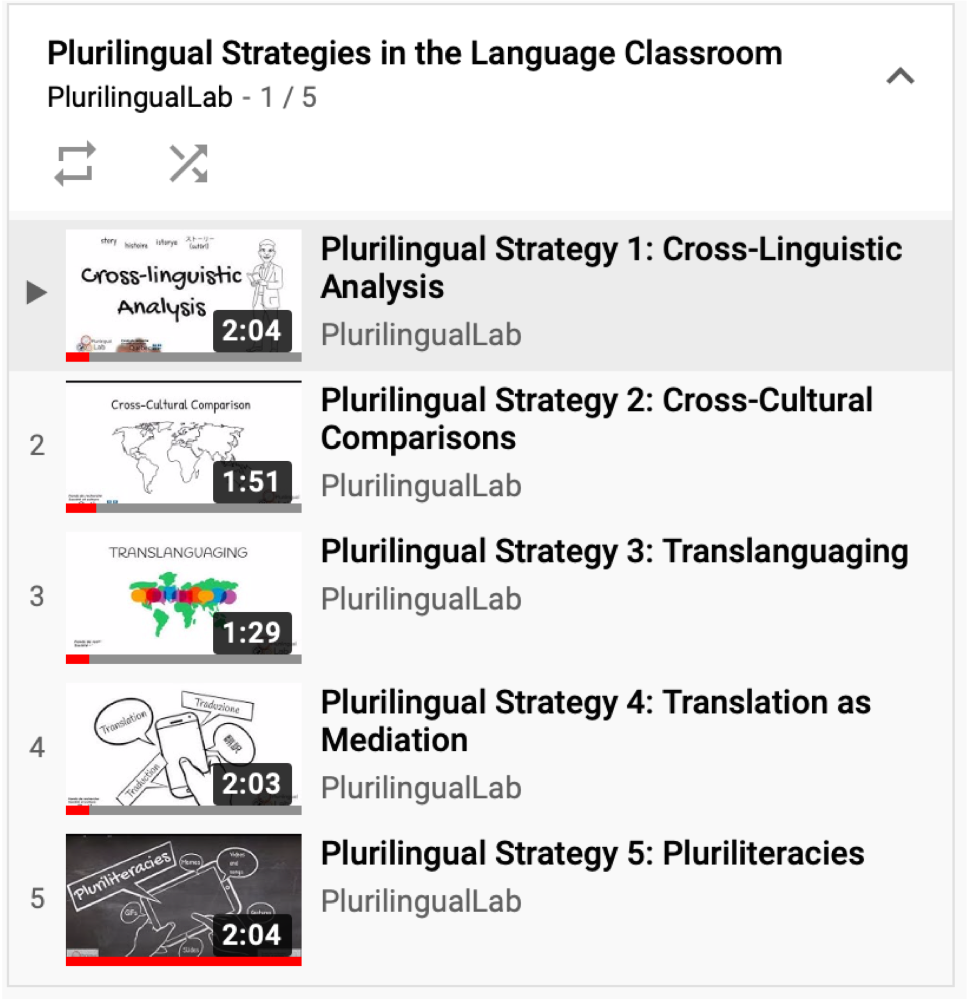 Plurilingual Strategies in the Language Classroom
PlurilingualLab - 1 / 5
story histoire istorya ストーリー
Cross-linguistic
Analysis
Plurilingual
Lab
2:04
Plurilingual Strategy 1: Cross-Linguistic
Analysis
PlurilingualLab
2
Cross-Cultural Comparison
1:51
Plurilingual Strategy 2: Cross-Cultural
Comparisons
PlurilingualLab
3
TRANSLANGUAGING
1:29
Plurilingual Strategy 3: Translanguaging
PlurilingualLab
4
Translation
Traduzione
翻訳
Traduction
2:03
Plurilingual Strategy 4: Translation as
Mediation
PlurilingualLab
5
Pluriliteracies
Memes
Videos
and
songs
GIFs
Slides
2:04
Plurilingual Strategy 5: Pluriliteracies
PlurilingualLab